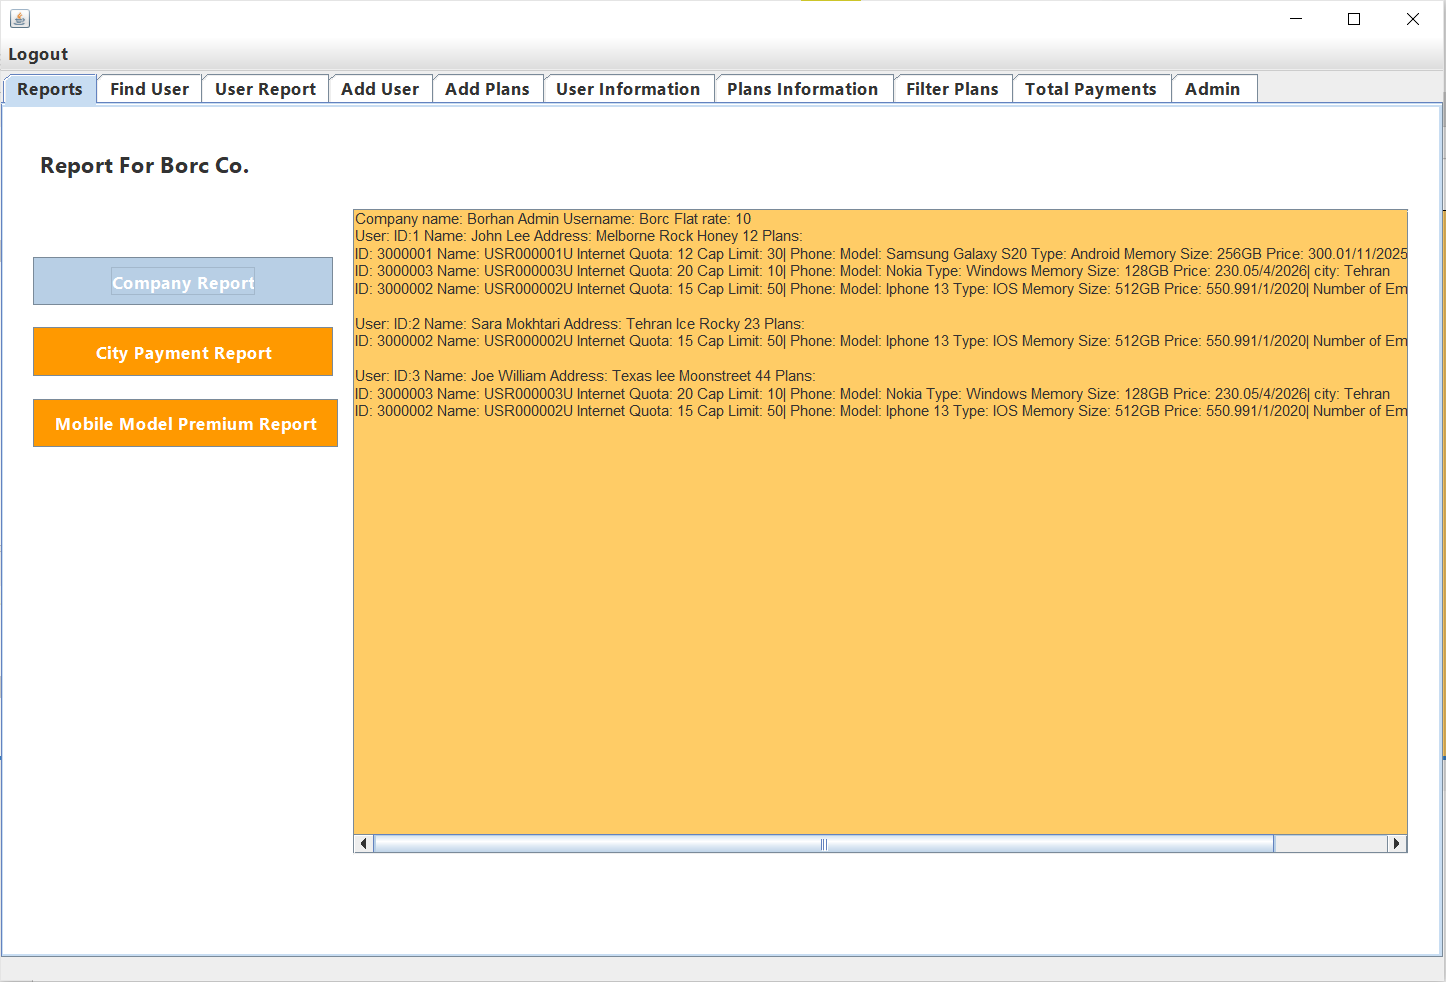 Logout
Reports Find User User Report Add User Add Plans User Information Plans Information Filter Plans Total Payments Admin
Report For Borc Co.
Company Report
City Payment Report
Mobile Model Premium Report
Company name: Borhan Admin Username: Borc Flat rate: 10
User: ID:1 Name: John Lee Address: Melborne Rock Honey 12 Plans:
ID: 3000001 Name: USR000001U Internet Quota: 12 Cap Limit: 30| Phone: Model: Samsung Galaxy S20 Type: Android Memory Size: 256GB Price: 300.01/11/2025
ID: 3000003 Name: USR000003U Internet Quota: 20 Cap Limit: 10| Phone: Model: Nokia Type: Windows Memory Size: 128GB Price: 230.05/4/2026| city: Tehran
ID: 3000002 Name: USR000002U Internet Quota: 15 Cap Limit: 50| Phone: Model: Iphone 13 Type: IOS Memory Size: 512GB Price: 550.991/1/2020| Number of Em
User: ID:2 Name: Sara Mokhtari Address: Tehran Ice Rocky 23 Plans:
ID: 3000002 Name: USR000002U Internet Quota: 15 Cap Limit: 50| Phone: Model: Iphone 13 Type: IOS Memory Size: 512GB Price: 550.991/1/2020| Number of Em
User: ID:3 Name: Joe William Address: Texas lee Moonstreet 44 Plans:
ID: 3000003 Name: USR000003U Internet Quota: 20 Cap Limit: 10| Phone: Model: Nokia Type: Windows Memory Size: 128GB Price: 230.05/4/2026| city: Tehran
ID: 3000002 Name: USR000002U Internet Quota: 15 Cap Limit: 50| Phone: Model: Iphone 13 Type: IOS Memory Size: 512GB Price: 550.991/1/2020| Number of Em